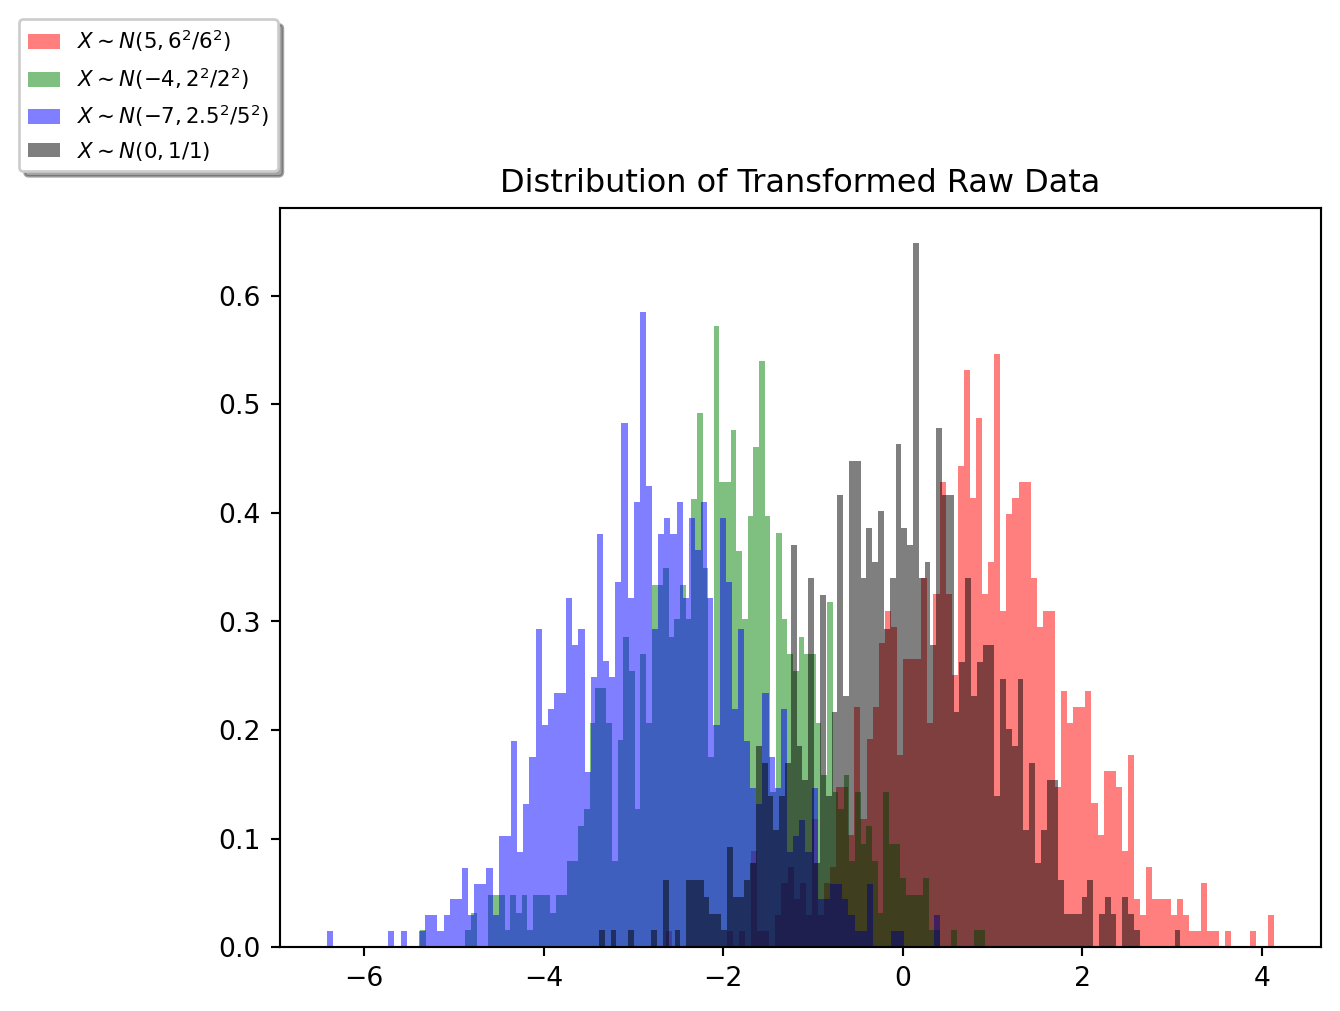 X ~ N(5, 6²/6²)
X ~ N(−4, 2²/2²)
X ~ N(−7, 2.5²/5²)
X ~ N(0, 1/1)
Distribution of Transformed Raw Data
0.6
0.5
0.4
0.3
0.2
0.1
0.0
−6 −4 −2 0 2 4